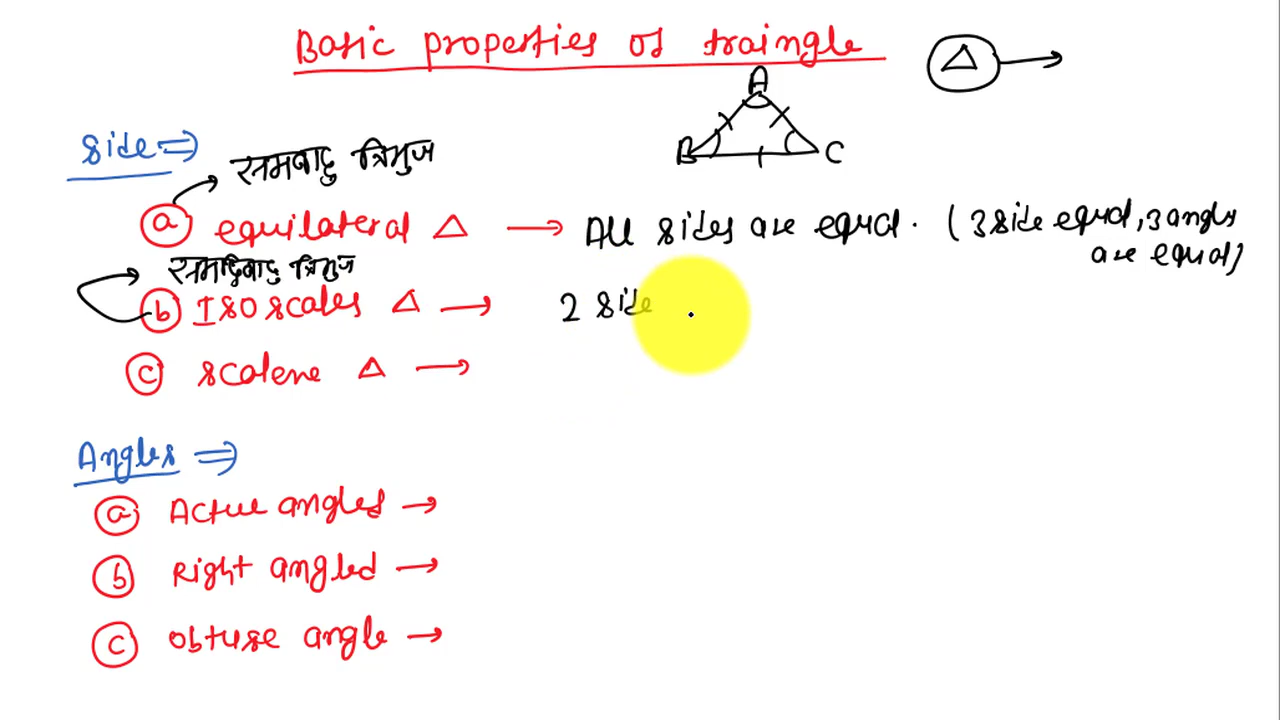 Basic properties of traingle
Δ →
A
B C
Side ⇒
समबाहु त्रिभुज
(a) equilateral Δ → All sides are equal. (3 side equal, 3 angles are equal)
समद्विबाहु त्रिभुज
(b) Isoscales Δ → 2 side
(c) scalene Δ →
Angles ⇒
(a) Actue angles →
(b) Right angled →
(c) obtuse angle →